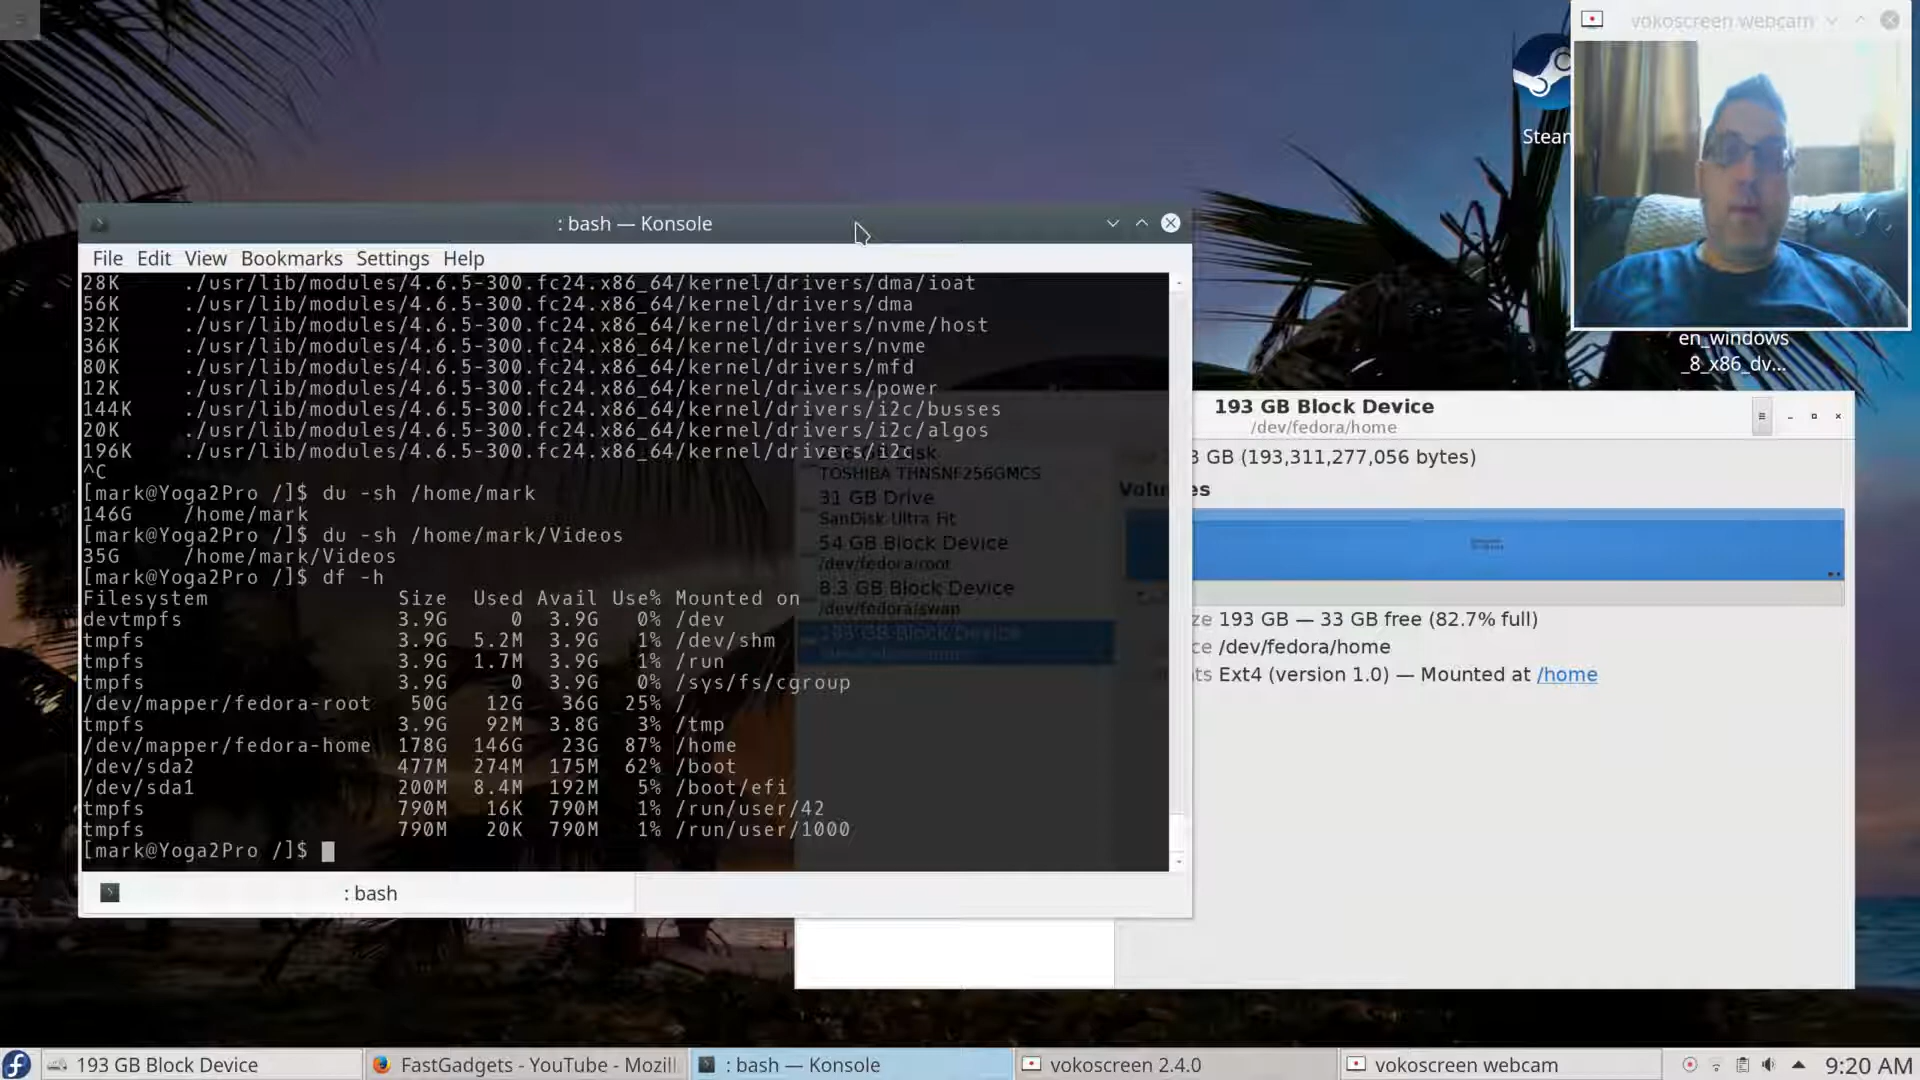 vokoscreen webcam
Steam
en_windows
_8_x86_dv...
: bash — Konsole
File Edit View Bookmarks Settings Help
28K ./usr/lib/modules/4.6.5-300.fc24.x86_64/kernel/drivers/dma/ioat
56K ./usr/lib/modules/4.6.5-300.fc24.x86_64/kernel/drivers/dma
32K ./usr/lib/modules/4.6.5-300.fc24.x86_64/kernel/drivers/nvme/host
36K ./usr/lib/modules/4.6.5-300.fc24.x86_64/kernel/drivers/nvme
80K ./usr/lib/modules/4.6.5-300.fc24.x86_64/kernel/drivers/mfd
12K ./usr/lib/modules/4.6.5-300.fc24.x86_64/kernel/drivers/power
144K ./usr/lib/modules/4.6.5-300.fc24.x86_64/kernel/drivers/i2c/busses
20K ./usr/lib/modules/4.6.5-300.fc24.x86_64/kernel/drivers/i2c/algos
196K ./usr/lib/modules/4.6.5-300.fc24.x86_64/kernel/drivers/i2c
^C
[mark@Yoga2Pro /]$ du -sh /home/mark
146G /home/mark
[mark@Yoga2Pro /]$ du -sh /home/mark/Videos
35G /home/mark/Videos
[mark@Yoga2Pro /]$ df -h
Filesystem Size Used Avail Use% Mounted on
devtmpfs 3.9G 0 3.9G 0% /dev
tmpfs 3.9G 5.2M 3.9G 1% /dev/shm
tmpfs 3.9G 1.7M 3.9G 1% /run
tmpfs 3.9G 0 3.9G 0% /sys/fs/cgroup
/dev/mapper/fedora-root 50G 12G 36G 25% /
tmpfs 3.9G 92M 3.8G 3% /tmp
/dev/mapper/fedora-home 178G 146G 23G 87% /home
/dev/sda2 477M 274M 175M 62% /boot
/dev/sda1 200M 8.4M 192M 5% /boot/efi
tmpfs 790M 16K 790M 1% /run/user/42
tmpfs 790M 20K 790M 1% /run/user/1000
[mark@Yoga2Pro /]$
: bash
TOSHIBA THNSNF256GMCS
31 GB Drive
SanDisk Ultra Fit
54 GB Block Device
/dev/fedora/root
8.3 GB Block Device
/dev/fedora/swap
193 GB Block Device
193 GB Block Device
/dev/fedora/home
3 GB (193,311,277,056 bytes)
Volumes
ze 193 GB — 33 GB free (82.7% full)
ce /dev/fedora/home
ts Ext4 (version 1.0) — Mounted at /home
193 GB Block Device
FastGadgets - YouTube - Mozil
: bash — Konsole
vokoscreen 2.4.0
vokoscreen webcam
9:20 AM